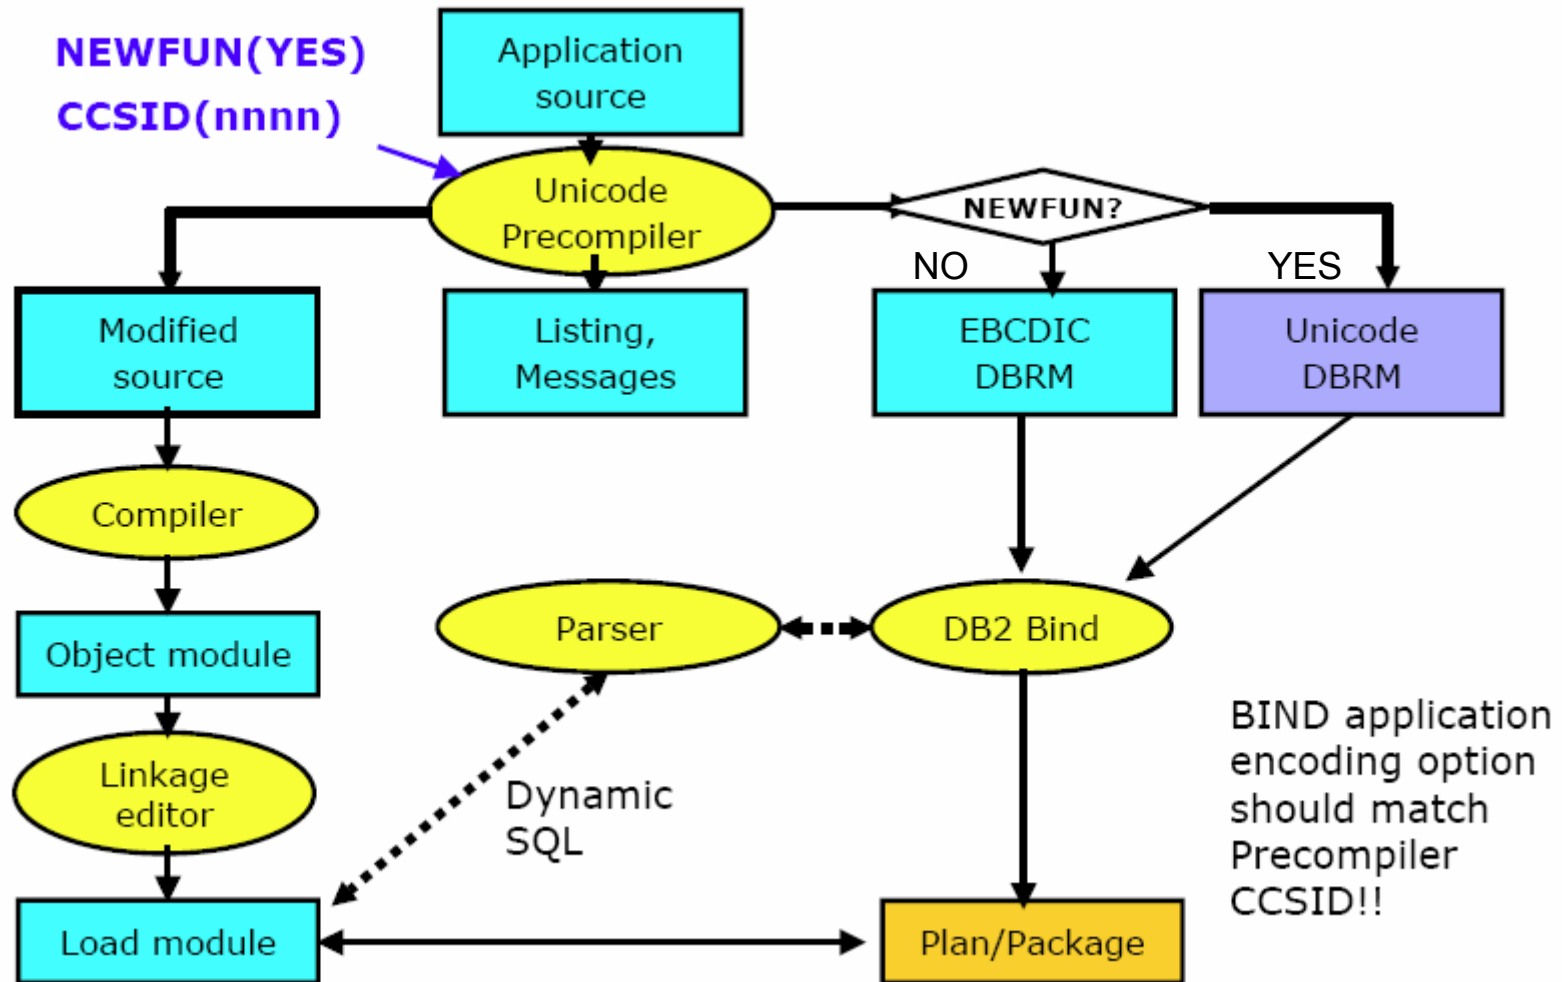 NEWFUN(YES)
CCSID(nnnn)
Application
source
Unicode
Precompiler
NEWFUN?
NO
YES
Modified
source
Listing,
Messages
EBCDIC
DBRM
Unicode
DBRM
Compiler
Parser
DB2 Bind
Object module
Linkage
editor
Dynamic
SQL
BIND application
encoding option
should match
Precompiler
CCSID!!
Load module
Plan/Package